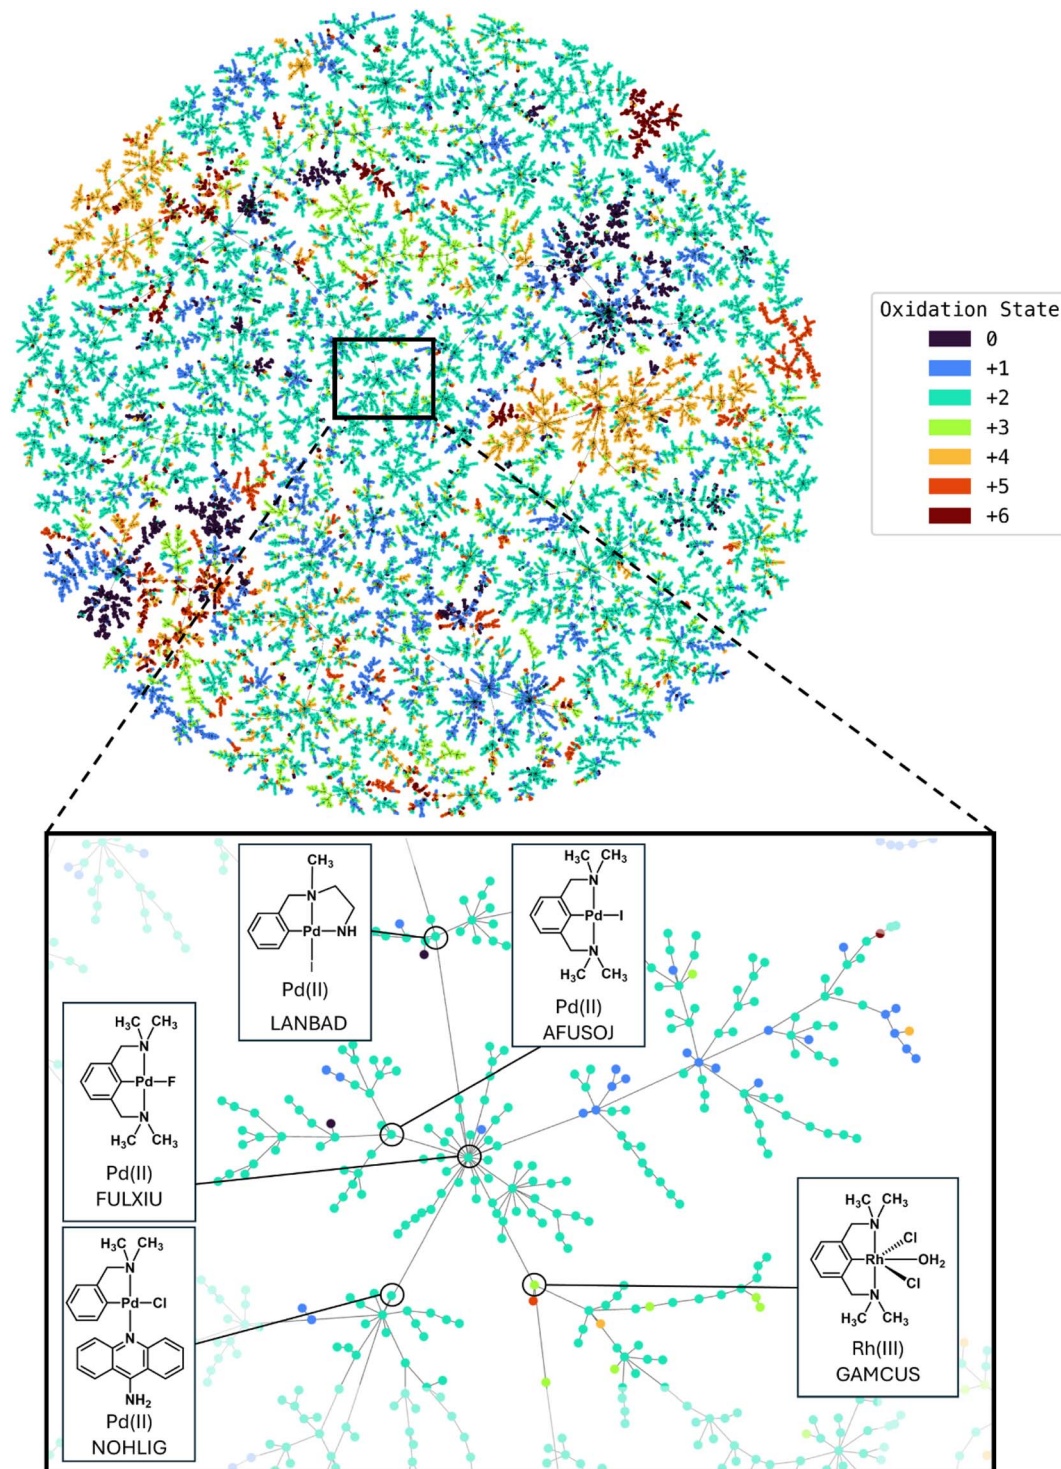 Oxidation State
0
+1
+2
+3
+4
+5
+6
CH3
N
Pd—NH
I
Pd(II)
LANBAD
H3C CH3
N
Pd—I
N
H3C CH3
Pd(II)
AFUSOJ
H3C CH3
N
Pd—F
N
H3C CH3
Pd(II)
FULXIU
H3C CH3
N
Pd—Cl
N
NH2
Pd(II)
NOHLIG
H3C CH3
N
Cl
Rh—OH2
Cl
N
H3C CH3
Rh(III)
GAMCUS